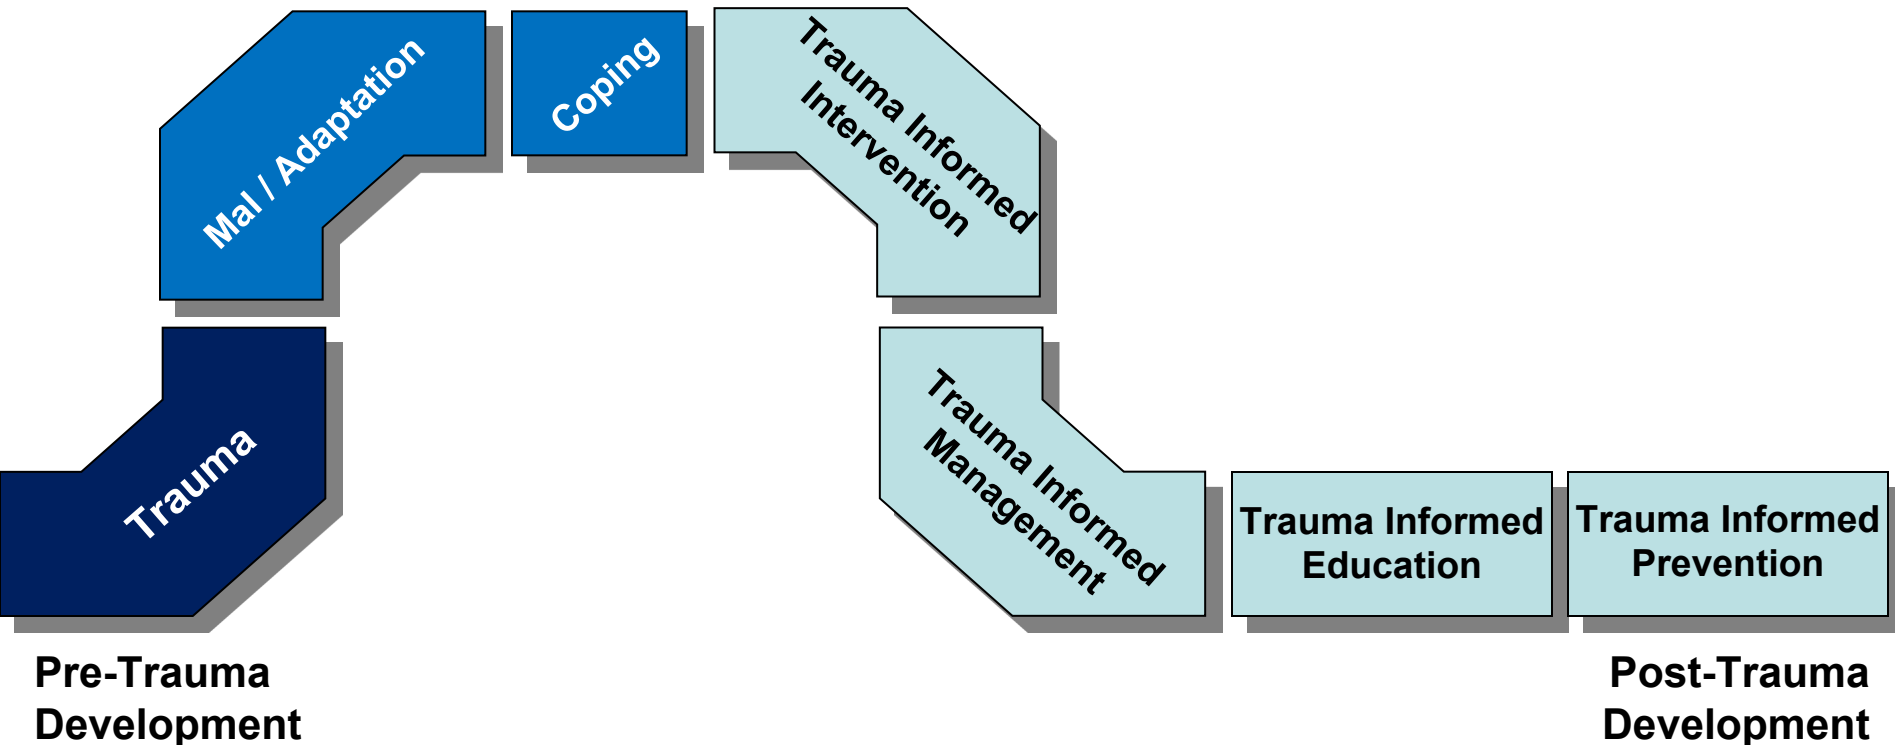 Trauma
Mal / Adaptation
Coping
Trauma Informed
Intervention
Trauma Informed
Management
Trauma Informed
Education
Trauma Informed
Prevention
Pre-Trauma
Development
Post-Trauma
Development